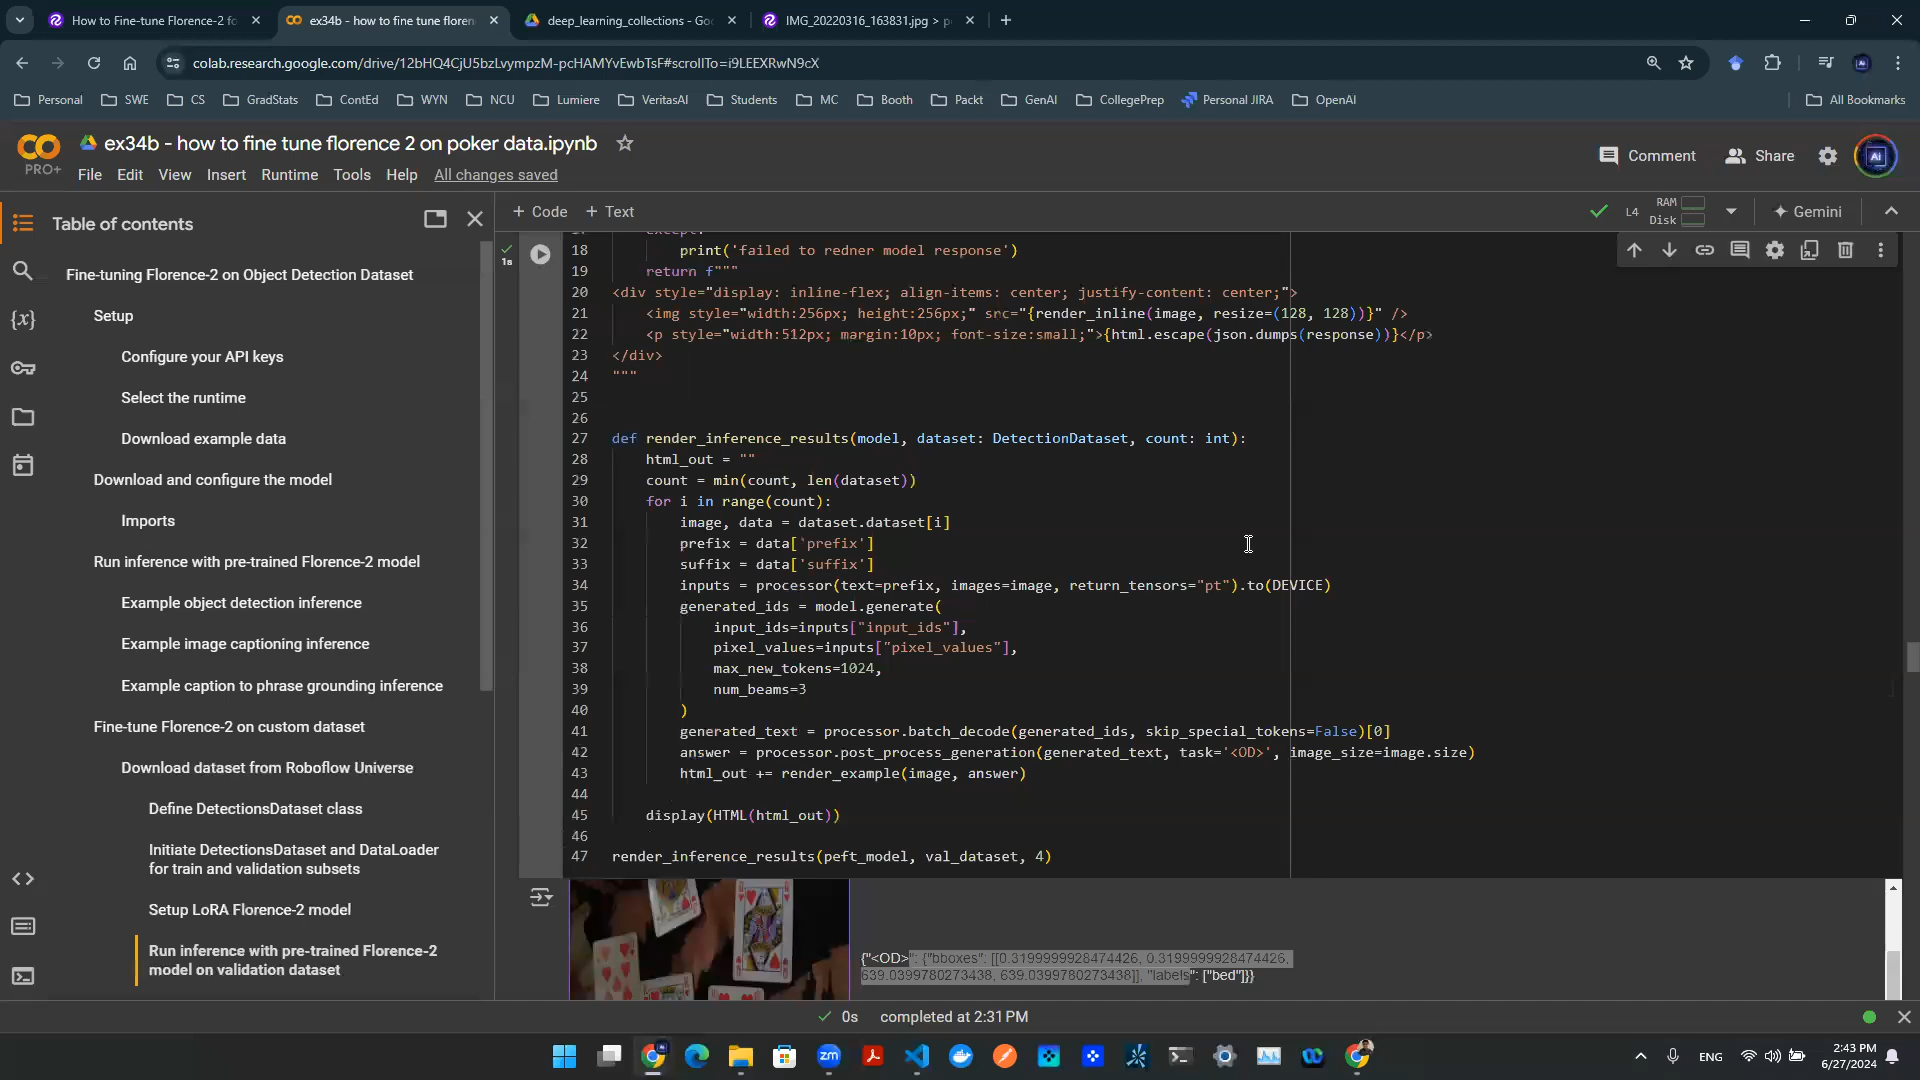 How to Fine-tune Florence-2 fo
ex34b - how to fine tune floren
deep_learning_collections - Goo
IMG_20220316_163831.jpg > p
colab.research.google.com/drive/12bHQ4CjU5bzLvympzM-pcHAMYvEwbTsF#scrollTo=i9LEEXRwN9cX
Personal SWE CS GradStats ContEd WYN NCU Lumiere VeritasAI Students MC Booth Packt GenAI CollegePrep Personal JIRA OpenAI All Bookmarks
ex34b - how to fine tune florence 2 on poker data.ipynb
PRO+
File Edit View Insert Runtime Tools Help All changes saved
Comment Share
Ai
+ Code + Text
L4 RAM Disk Gemini
Table of contents
Fine-tuning Florence-2 on Object Detection Dataset
Setup
Configure your API keys
Select the runtime
Download example data
Download and configure the model
Imports
Run inference with pre-trained Florence-2 model
Example object detection inference
Example image captioning inference
Example caption to phrase grounding inference
Fine-tune Florence-2 on custom dataset
Download dataset from Roboflow Universe
Define DetectionsDataset class
Initiate DetectionsDataset and DataLoader
for train and validation subsets
Setup LoRA Florence-2 model
Run inference with pre-trained Florence-2
model on validation dataset
1s
18 print('failed to redner model response')
19 return f"""
20 <div style="display: inline-flex; align-items: center; justify-content: center;">
21 <img style="width:256px; height:256px;" src="{render_inline(image, resize=(128, 128))}" />
22 <p style="width:512px; margin:10px; font-size:small;">{html.escape(json.dumps(response))}</p>
23 </div>
24 """
25
26
27 def render_inference_results(model, dataset: DetectionDataset, count: int):
28 html_out = ""
29 count = min(count, len(dataset))
30 for i in range(count):
31 image, data = dataset.dataset[i]
32 prefix = data['prefix']
33 suffix = data['suffix']
34 inputs = processor(text=prefix, images=image, return_tensors="pt").to(DEVICE)
35 generated_ids = model.generate(
36 input_ids=inputs["input_ids"],
37 pixel_values=inputs["pixel_values"],
38 max_new_tokens=1024,
39 num_beams=3
40 )
41 generated_text = processor.batch_decode(generated_ids, skip_special_tokens=False)[0]
42 answer = processor.post_process_generation(generated_text, task='<OD>', image_size=image.size)
43 html_out += render_example(image, answer)
44
45 display(HTML(html_out))
46
47 render_inference_results(peft_model, val_dataset, 4)
{"<OD>": {"bboxes": [[0.3199999928474426, 0.3199999928474426,
639.0399780273438, 639.0399780273438]], "labels": ["bed"]}}
0s completed at 2:31 PM
ENG
2:43 PM
6/27/2024